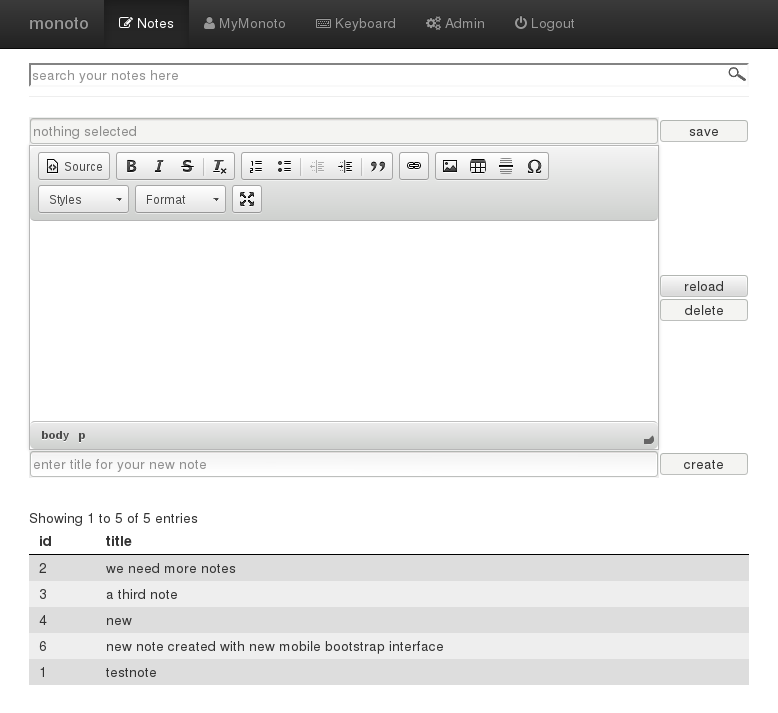 monoto Notes MyMonoto Keyboard Admin Logout
search your notes here
nothing selected save
Source B I S Tx
Styles Format
reload
delete
body p
enter title for your new note create
Showing 1 to 5 of 5 entries
id title
2 we need more notes
3 a third note
4 new
6 new note created with new mobile bootstrap interface
1 testnote